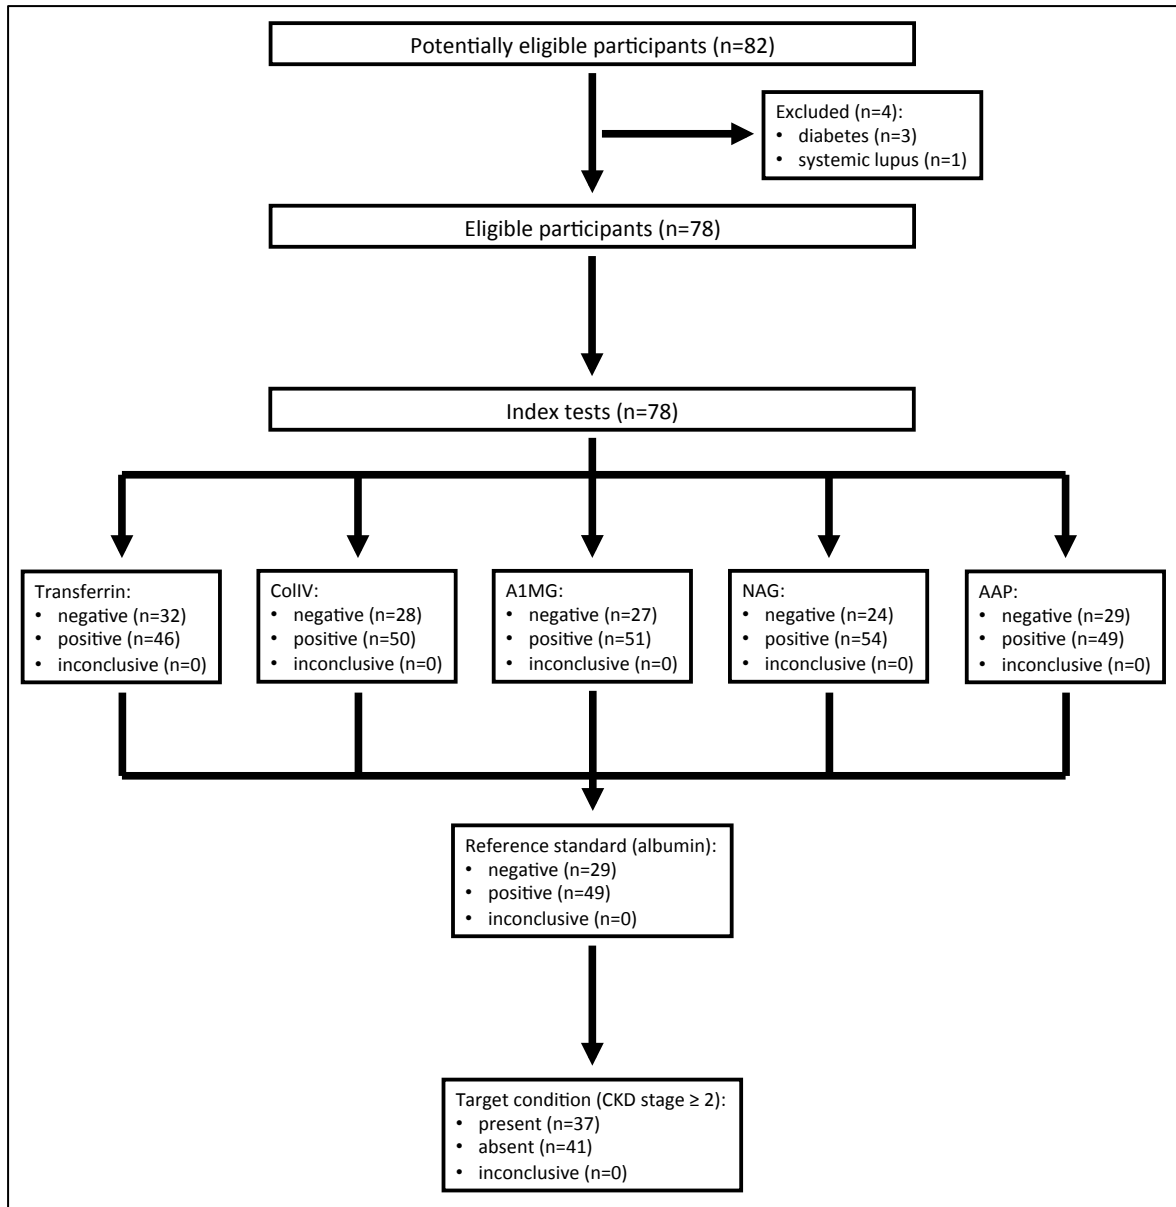 Potentially eligible participants (n=82)
Excluded (n=4):
• diabetes (n=3)
• systemic lupus (n=1)
Eligible participants (n=78)
Index tests (n=78)
Transferrin:
• negative (n=32)
• positive (n=46)
• inconclusive (n=0)
ColIV:
• negative (n=28)
• positive (n=50)
• inconclusive (n=0)
A1MG:
• negative (n=27)
• positive (n=51)
• inconclusive (n=0)
NAG:
• negative (n=24)
• positive (n=54)
• inconclusive (n=0)
AAP:
• negative (n=29)
• positive (n=49)
• inconclusive (n=0)
Reference standard (albumin):
• negative (n=29)
• positive (n=49)
• inconclusive (n=0)
Target condition (CKD stage ≥ 2):
• present (n=37)
• absent (n=41)
• inconclusive (n=0)